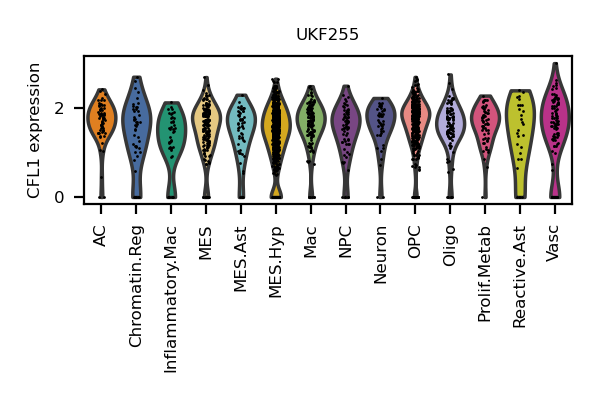 UKF255
CFL1 expression
2
0
AC
Chromatin.Reg
Inflammatory.Mac
MES
MES.Ast
MES.Hyp
Mac
NPC
Neuron
OPC
Oligo
Prolif.Metab
Reactive.Ast
Vasc